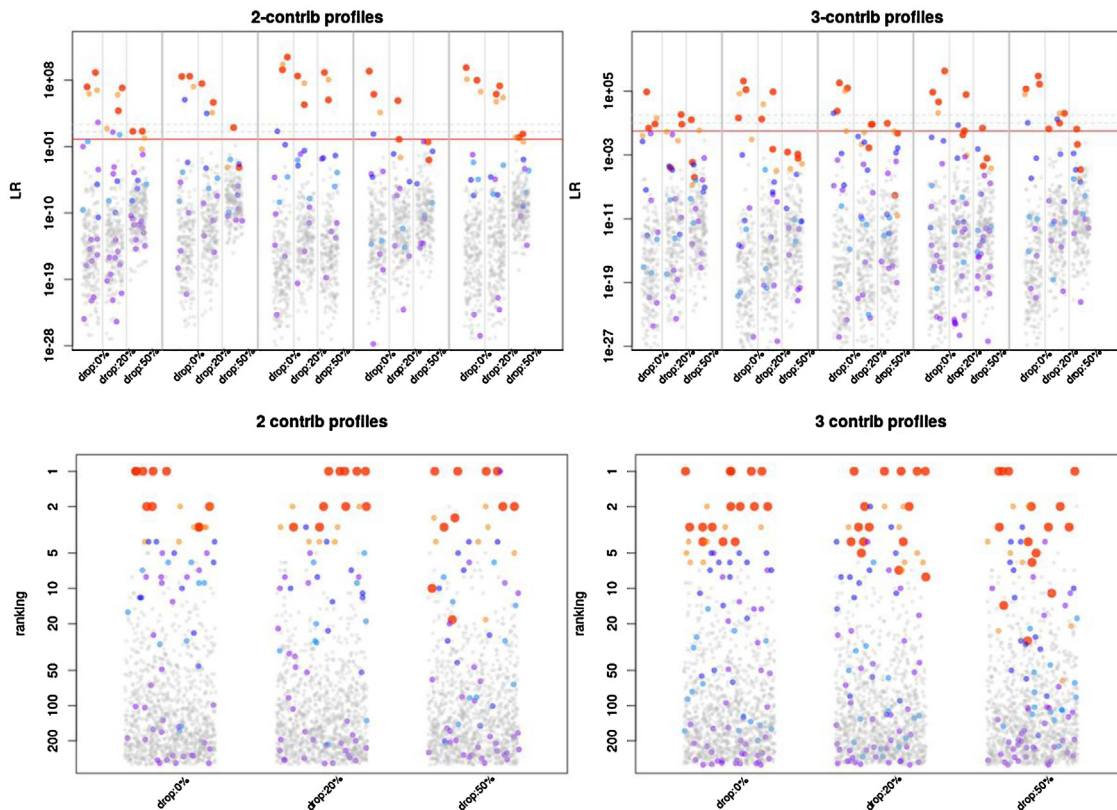 2-contrib profiles
3-contrib profiles
LR
1e+08
1e-01
1e-10
1e-19
1e-28
drop:0%
drop:20%
drop:50%
drop:0%
drop:20%
drop:50%
drop:0%
drop:20%
drop:50%
drop:0%
drop:20%
drop:50%
drop:0%
drop:20%
drop:50%
LR
1e+05
1e-03
1e-11
1e-19
1e-27
drop:0%
drop:20%
drop:50%
drop:0%
drop:20%
drop:50%
drop:0%
drop:20%
drop:50%
drop:0%
drop:20%
drop:50%
drop:0%
drop:20%
drop:50%
2 contrib profiles
3 contrib profiles
ranking
1
2
5
10
20
50
100
200
drop:0%
drop:20%
drop:50%
ranking
1
2
5
10
20
50
100
200
drop:0%
drop:20%
drop:50%